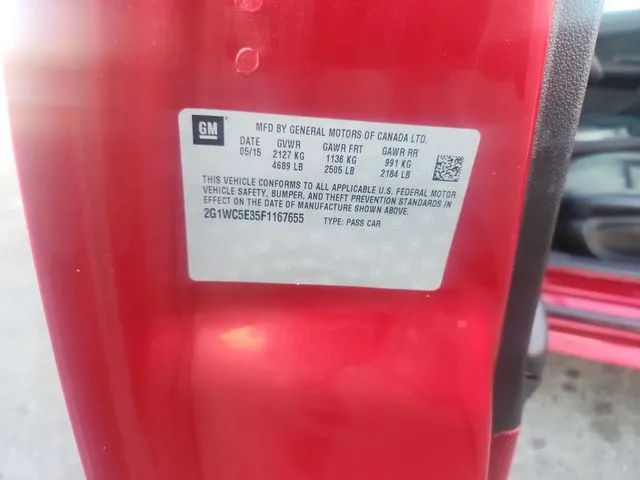 GM
MFD BY GENERAL MOTORS OF CANADA LTD.
DATE GVWR GAWR FRT GAWR RR
05/15 2127 KG 1136 KG 991 KG
4689 LB 2505 LB 2184 LB
THIS VEHICLE CONFORMS TO ALL APPLICABLE U.S. FEDERAL MOTOR
VEHICLE SAFETY, BUMPER, AND THEFT PREVENTION STANDARDS IN
EFFECT ON THE DATE OF MANUFACTURE SHOWN ABOVE.
2G1WC5E35F1167655 TYPE: PASS CAR